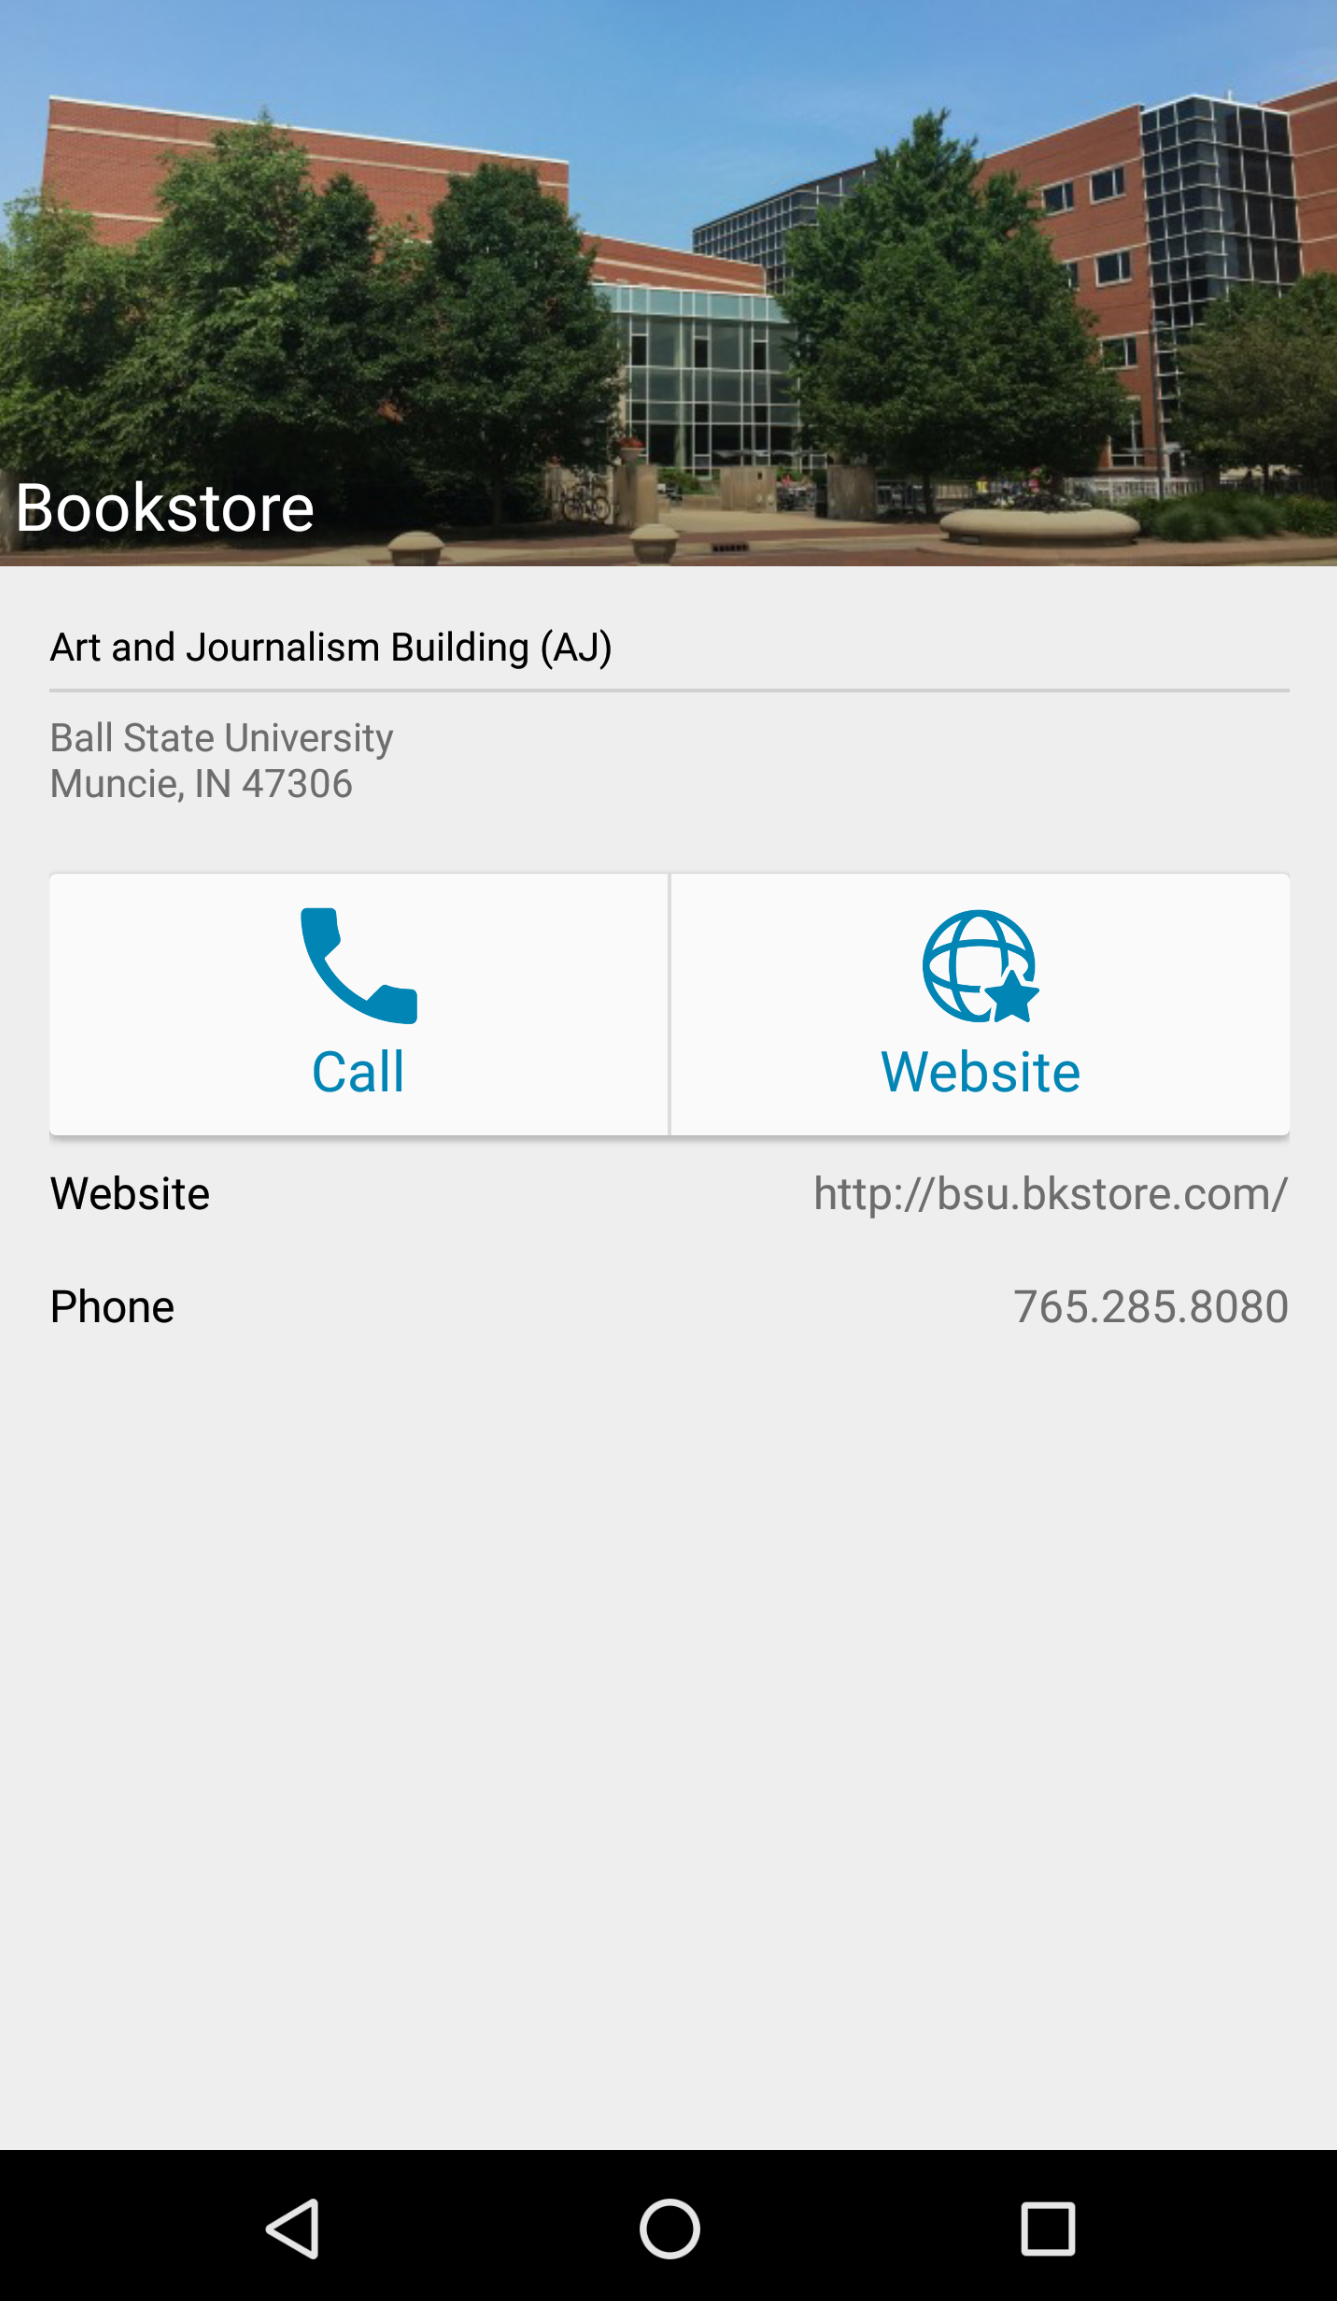 Bookstore
Art and Journalism Building (AJ)
Ball State University
Muncie, IN 47306
Call
Website
Website
http://bsu.bkstore.com/
Phone
765.285.8080